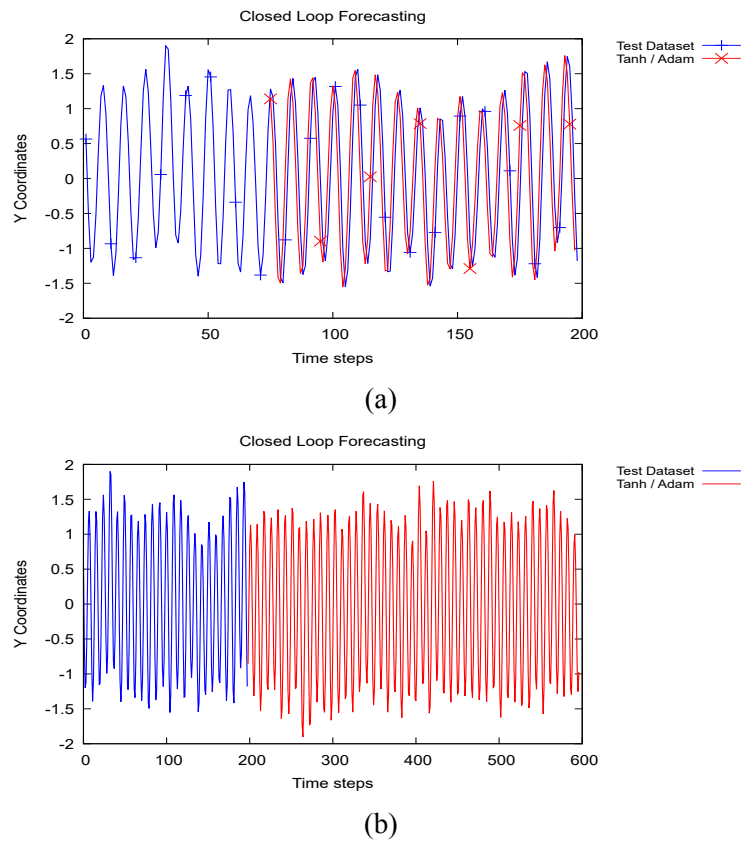 Closed Loop Forecasting
Test Dataset
Tanh / Adam
2
1.5
1
0.5
0
-0.5
-1
-1.5
-2
Y Coordinates
0 50 100 150 200
Time steps
(a)
Closed Loop Forecasting
Test Dataset
Tanh / Adam
2
1.5
1
0.5
0
-0.5
-1
-1.5
-2
Y Coordinates
0 100 200 300 400 500 600
Time steps
(b)